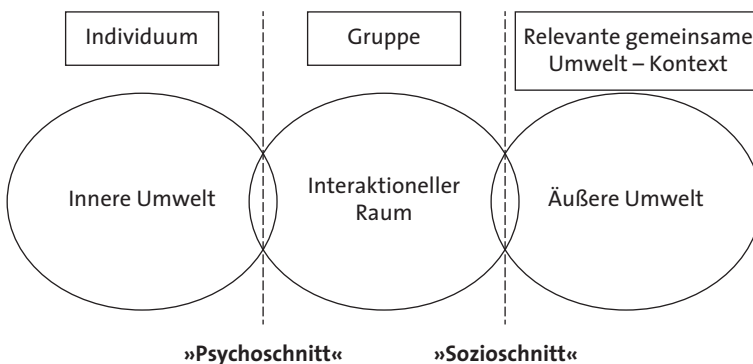 Individuum
Gruppe
Relevante gemeinsame
Umwelt – Kontext
Innere Umwelt
Interaktioneller
Raum
Äußere Umwelt
»Psychoschnitt«
»Sozioschnitt«